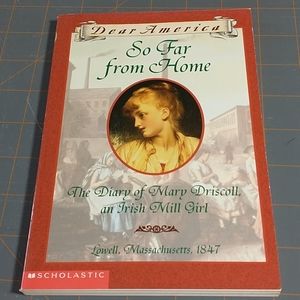 Dear America
So Far
from Home
The Diary of Mary Driscoll,
an Irish Mill Girl
Lowell, Massachusetts, 1847
SCHOLASTIC